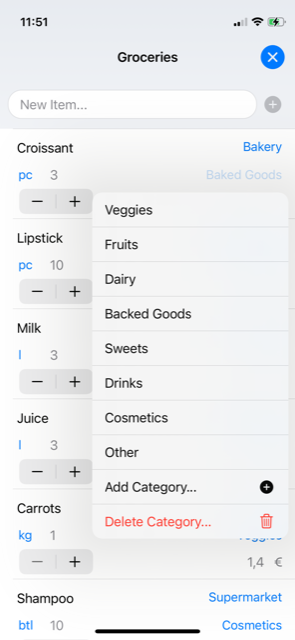 11:51
Groceries
New Item...
Croissant Bakery
pc 3 Baked Goods
Veggies
Fruits
Lipstick
pc 10
Dairy
Backed Goods
Milk
Sweets
l 3
Drinks
Cosmetics
Juice
l 3
Other
Add Category...
Carrots
Delete Category...
kg 1
1,4 €
Shampoo Supermarket
btl 10 Cosmetics